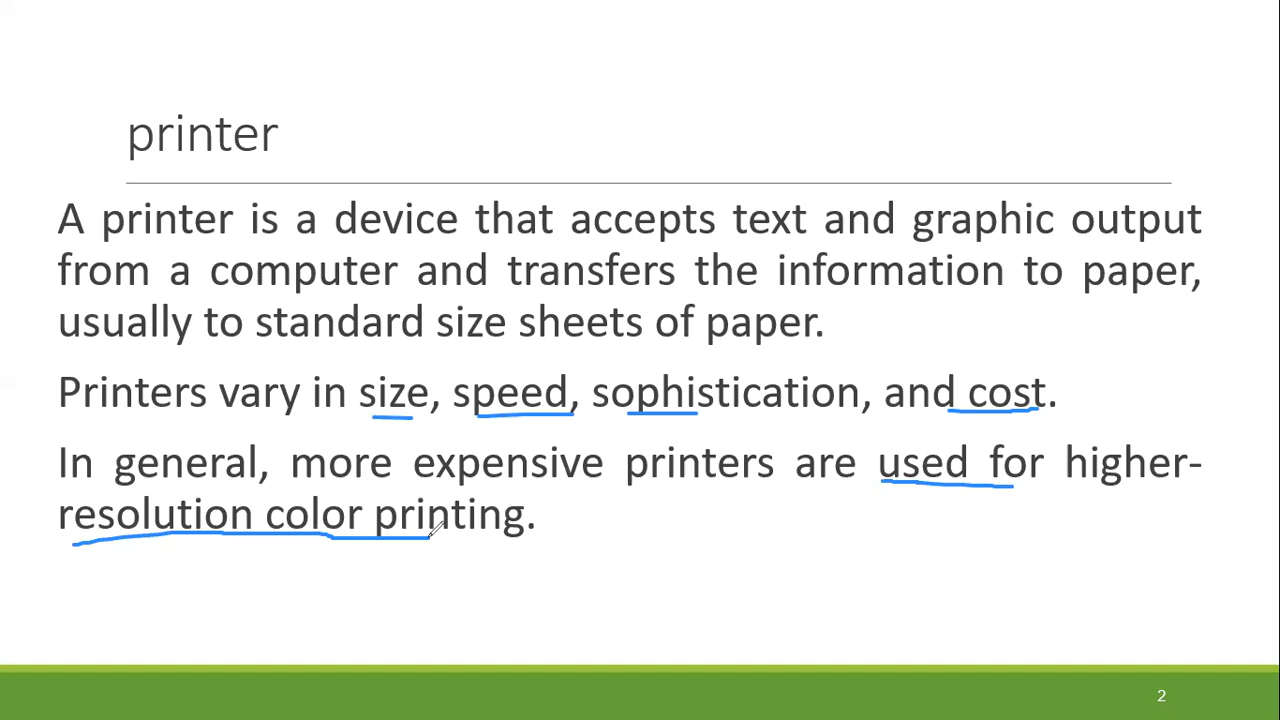 printer
A printer is a device that accepts text and graphic output
from a computer and transfers the information to paper,
usually to standard size sheets of paper.
Printers vary in size, speed, sophistication, and cost.
In general, more expensive printers are used for higher-
resolution color printing.
2